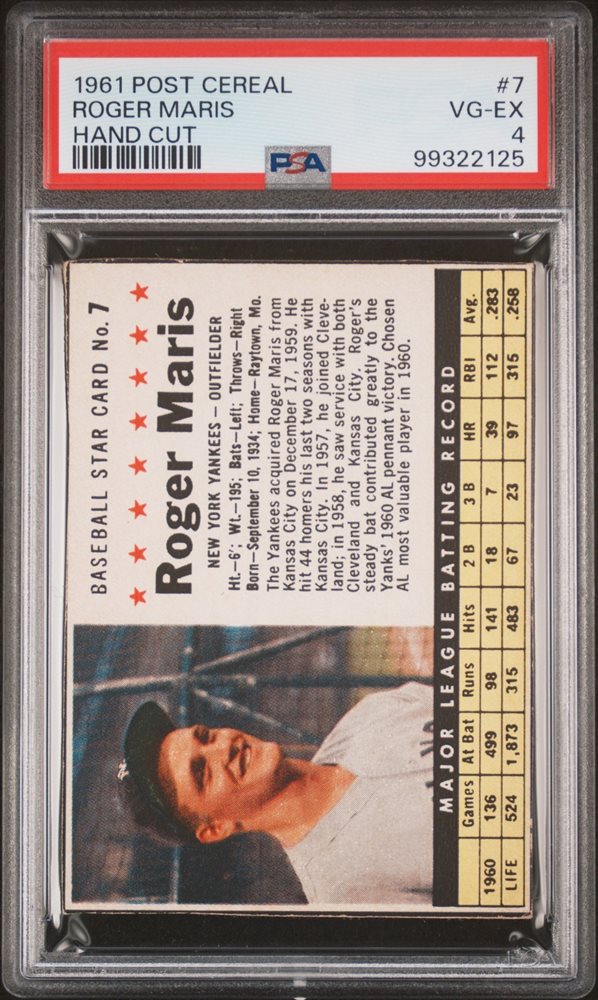 1961 POST CEREAL #7
ROGER MARIS VG-EX
HAND CUT 4
PSA 99322125
BASEBALL STAR CARD No. 7
Roger Maris
NEW YORK YANKEES – OUTFIELDER
Ht.–6'; Wt.–195; Bats–Left; Throws–Right
Born–September 10, 1934; Home–Raytown, Mo.
The Yankees acquired Roger Maris from
Kansas City on December 17, 1959. He
hit 44 homers his last two seasons with
Kansas City. In 1957, he joined Cleve-
land; in 1958, he saw service with both
Cleveland and Kansas City. Roger's
steady bat contributed greatly to the
Yanks' 1960 AL pennant victory. Chosen
AL most valuable player in 1960.
MAJOR LEAGUE BATTING RECORD
Games At Bat Runs Hits 2 B 3 B HR RBI Avg.
1960 136 499 98 141 18 7 39 112 .283
LIFE 524 1,873 315 483 67 23 97 315 .258